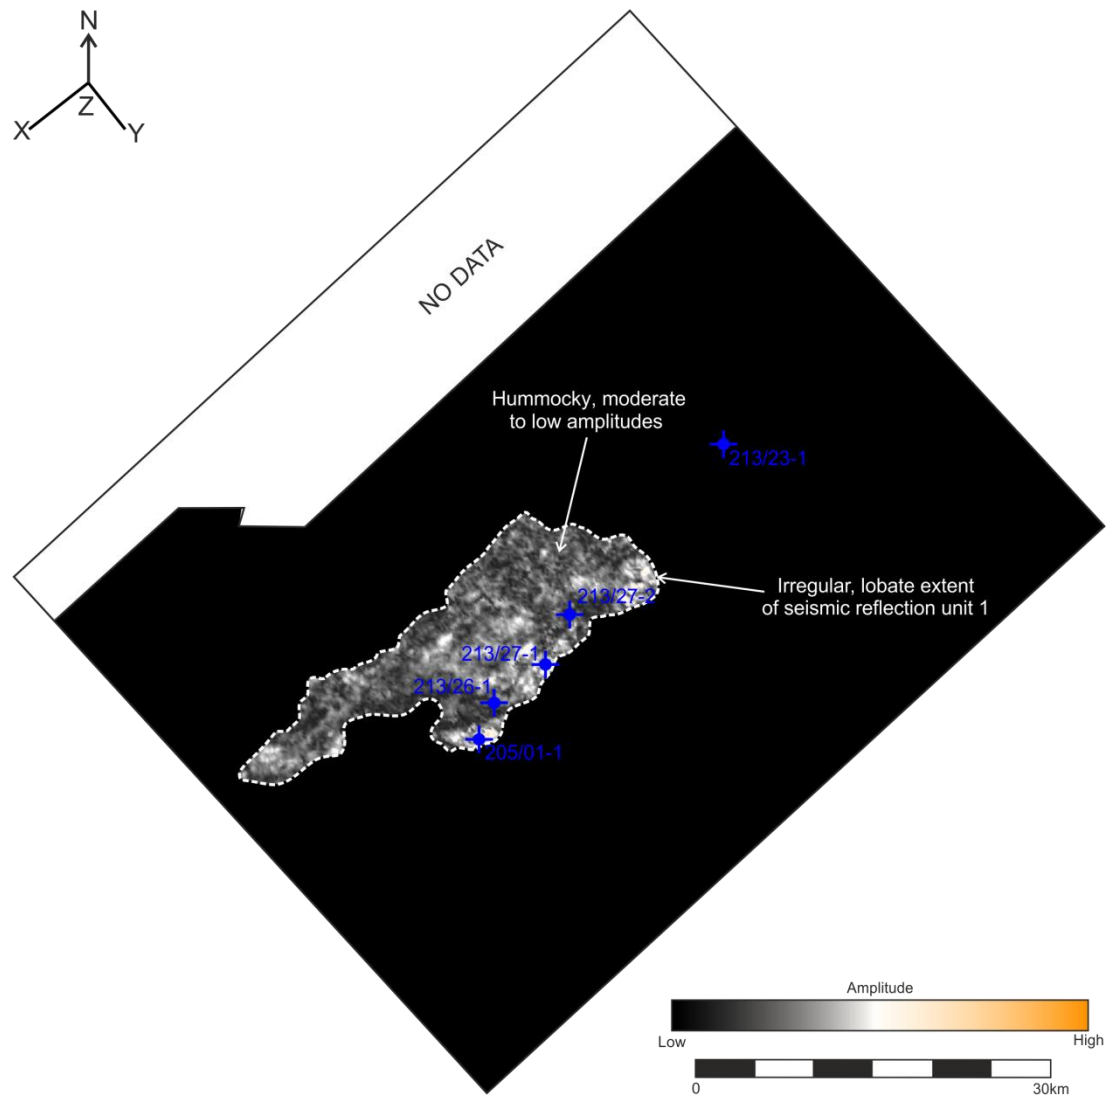 N
Z
X
Y
NO DATA
Hummocky, moderate
to low amplitudes
213/23-1
Irregular, lobate extent
of seismic reflection unit 1
213/27-2
213/27-1
213/26-1
205/01-1
Amplitude
Low
High
0
30km